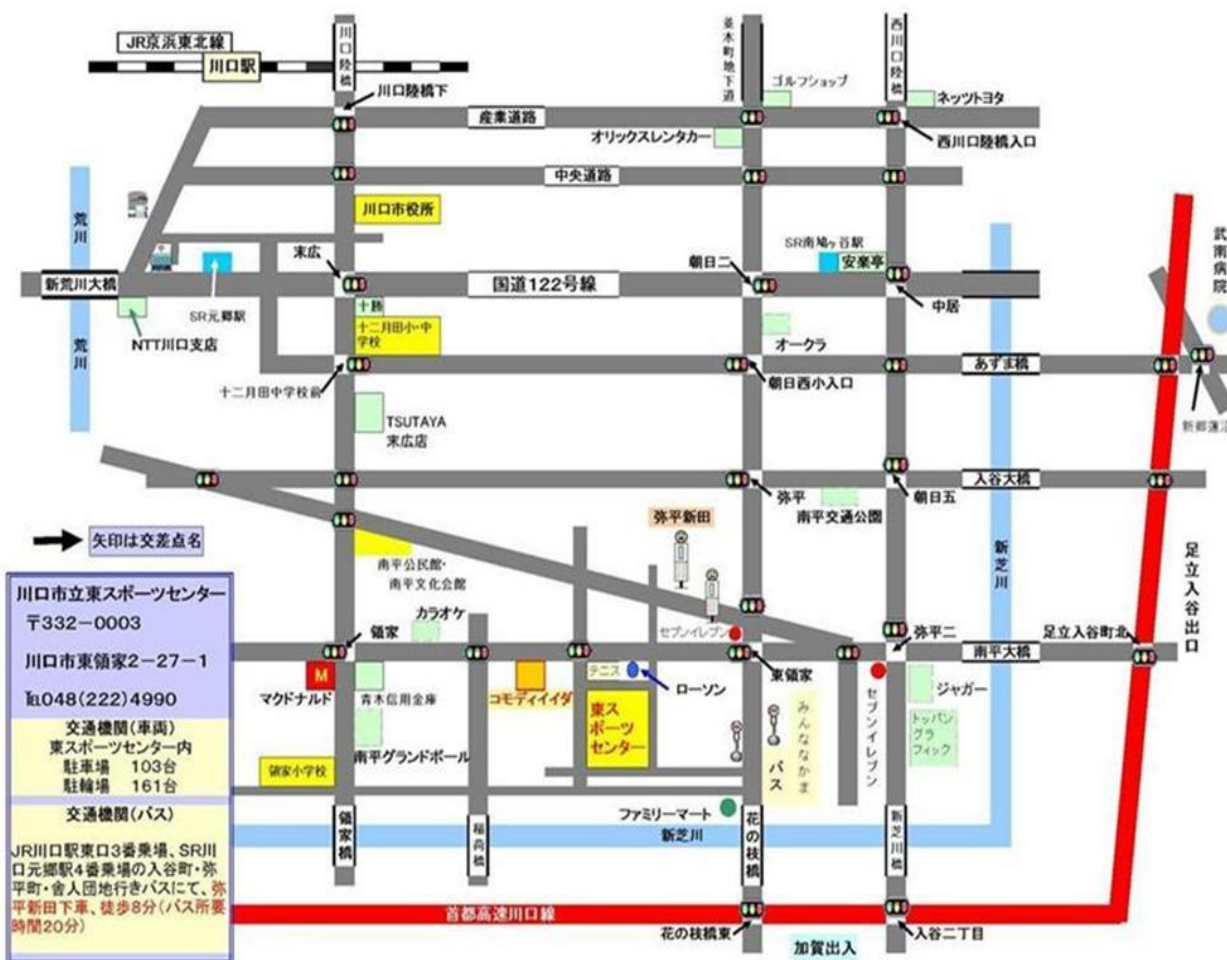 JR京浜東北線
川口駅
川口陸橋
川口陸橋下
並木町地下道
ゴルフショップ
西川口陸橋
ネッツトヨタ
産業道路
オリックスレンタカー
西川口陸橋入口
中央道路
川口市役所
荒川
末広
朝日二
SR南鳩ヶ谷駅
安楽亭
武南病院
新荒川大橋
国道122号線
中居
SR元郷駅
十勝
NTT川口支店
荒川
十二月田小・中
学校
オークラ
あずま橋
十二月田中学校前
朝日西小入口
新郷蓮沼
TSUTAYA
末広店
入谷大橋
弥平
南平交通公園
朝日五
弥平新田
新芝川
足立入谷出口
矢印は交差点名
南平公民館・
南平文化会館
川口市立東スポーツセンター
〒332-0003
川口市東領家2-27-1
℡048(222)4990
交通機関(車両)
東スポーツセンター内
駐車場 103台
駐輪場 161台
交通機関(バス)
JR川口駅東口3番乗場、SR川
口元郷駅4番乗場の入谷町・弥
平町・舎人団地行きバスにて、弥
平新田下車、徒歩8分(バス所要
時間20分)
カラオケ
領家
セブンイレブン
弥平二
足立入谷町北
南平大橋
M
マクドナルド
青木信用金庫
コモディイイダ
テニス
ローソン
東領家
セブンイレブン
ジャガー
東
スポーツ
センター
みんななかま
バス
トッパン
グラ
フィック
南平グランドボール
領家小学校
ファミリーマート
新芝川
領家橋
稲荷橋
花の枝橋
新芝川橋
首都高速川口線
花の枝橋東
入谷二丁目
加賀出入